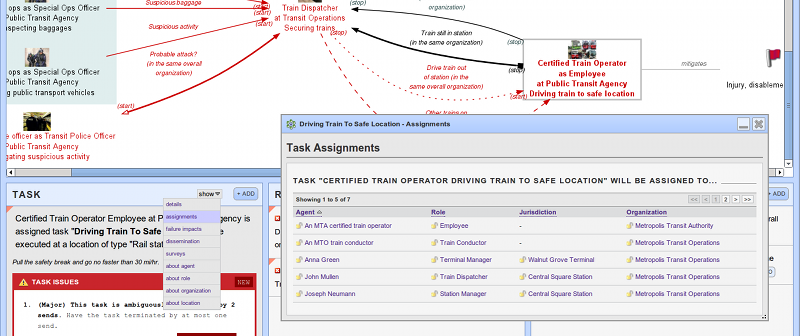 ops as Special Ops Officer
Public Transit Agency
specting baggages
Suspicious baggage
(start)
Suspicious activity
(start)
Probable attack?
(in the same overall
organization)
(start)
ops as Special Ops Officer
Public Transit Agency
g public transport vehicles
e officer as Transit Police Officer
Public Transit Agency
gating suspicious activity
Train Dispatcher
at Transit Operations
Securing trains
(start)
(stop)
organization)
(stop)
Train still in station
(in the same organization)
(stop)
(stop)
Drive train out
of station (in the
same overall organization)
(start)
Other trains on
Certified Train Operator
as Employee
at Public Transit Agency
Driving train to safe location
mitigates
Injury, disableme
TASK
show
+ ADD
details
assignments
failure impacts
dissemination
surveys
about agent
about role
about organization
about location
Certified Train Operator Employee at P
gency is
assigned task "Driving Train To Safe
executed at a location of type "Rail stat
Pull the safety break and go no faster than 30 m/hr.
TASK ISSUES
NEW
1. (Major) This task is ambiguous
y 2
sends. Have the task terminated by at most one
send.
+ ADD
Driving Train To Safe Location - Assignments
Task Assignments
TASK "CERTIFIED TRAIN OPERATOR DRIVING TRAIN TO SAFE LOCATION" WILL BE ASSIGNED TO...
Showing 1 to 5 of 7
<< < 1 2 > >>
Agent Role Jurisdiction Organization
An MTA certified train operator Employee - Metropolis Transit Authority
An MTO train conductor Train Conductor - Metropolis Transit Operations
Anna Green Terminal Manager Walnut Grove Terminal Metropolis Transit Operations
John Mullen Train Dispatcher Central Square Station Metropolis Transit Operations
Joseph Neumann Station Manager Central Square Station Metropolis Transit Operations